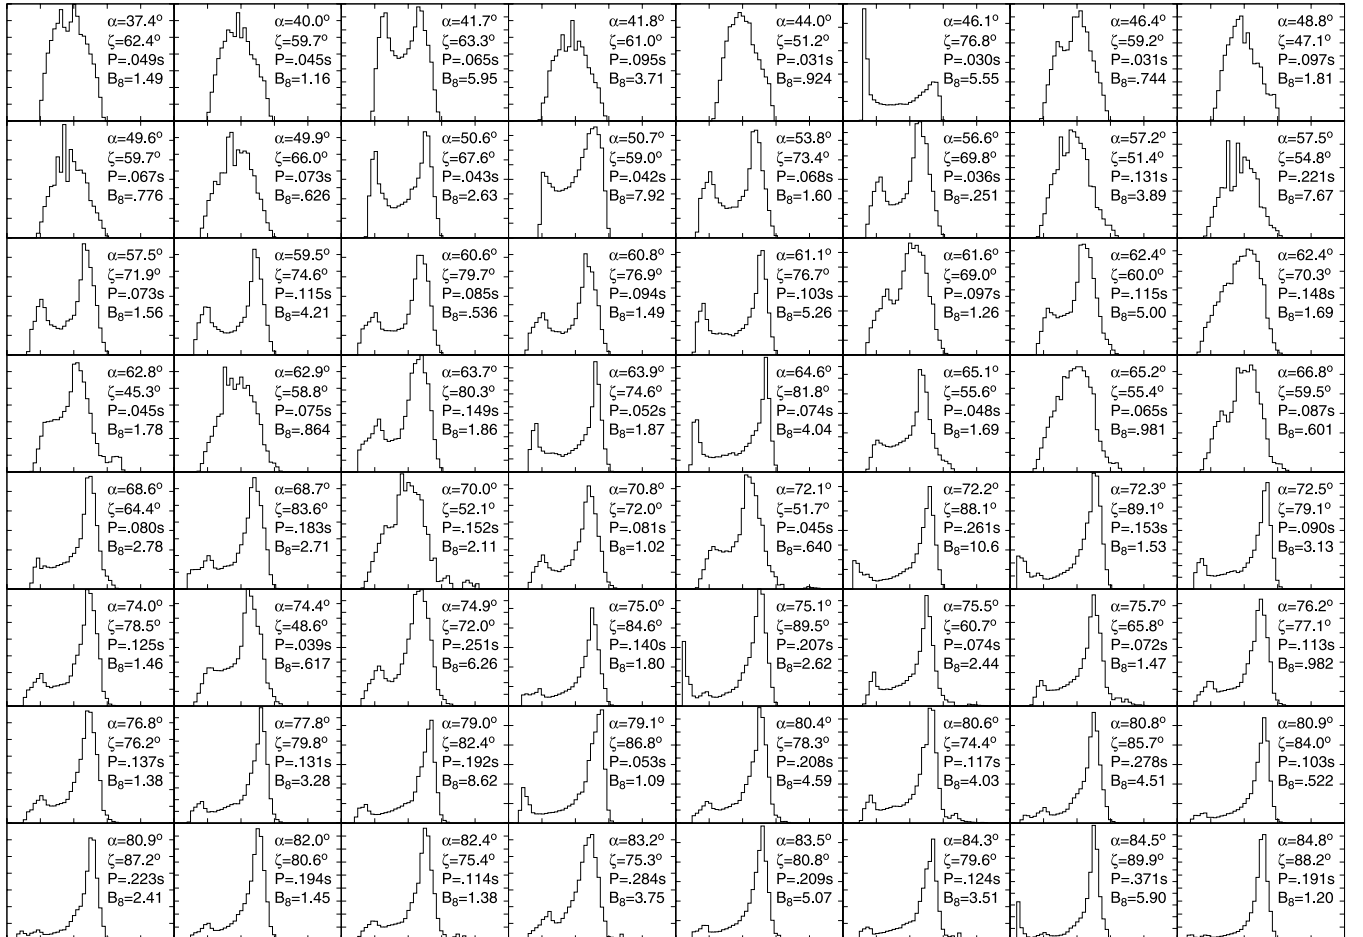 α=37.4°
ζ=62.4°
P=.049s
B8=1.49
α=40.0°
ζ=59.7°
P=.045s
B8=1.16
α=41.7°
ζ=63.3°
P=.065s
B8=5.95
α=41.8°
ζ=61.0°
P=.095s
B8=3.71
α=44.0°
ζ=51.2°
P=.031s
B8=.924
α=46.1°
ζ=76.8°
P=.030s
B8=5.55
α=46.4°
ζ=59.2°
P=.031s
B8=.744
α=48.8°
ζ=47.1°
P=.097s
B8=1.81
α=49.6°
ζ=59.7°
P=.067s
B8=.776
α=49.9°
ζ=66.0°
P=.073s
B8=.626
α=50.6°
ζ=67.6°
P=.043s
B8=2.63
α=50.7°
ζ=59.0°
P=.042s
B8=7.92
α=53.8°
ζ=73.4°
P=.068s
B8=1.60
α=56.6°
ζ=69.8°
P=.036s
B8=.251
α=57.2°
ζ=51.4°
P=.131s
B8=3.89
α=57.5°
ζ=54.8°
P=.221s
B8=7.67
α=57.5°
ζ=71.9°
P=.073s
B8=1.56
α=59.5°
ζ=74.6°
P=.115s
B8=4.21
α=60.6°
ζ=79.7°
P=.085s
B8=.536
α=60.8°
ζ=76.9°
P=.094s
B8=1.49
α=61.1°
ζ=76.7°
P=.103s
B8=5.26
α=61.6°
ζ=69.0°
P=.097s
B8=1.26
α=62.4°
ζ=60.0°
P=.115s
B8=5.00
α=62.4°
ζ=70.3°
P=.148s
B8=1.69
α=62.8°
ζ=45.3°
P=.045s
B8=1.78
α=62.9°
ζ=58.8°
P=.075s
B8=.864
α=63.7°
ζ=80.3°
P=.149s
B8=1.86
α=63.9°
ζ=74.6°
P=.052s
B8=1.87
α=64.6°
ζ=81.8°
P=.074s
B8=4.04
α=65.1°
ζ=55.6°
P=.048s
B8=1.69
α=65.2°
ζ=55.4°
P=.065s
B8=.981
α=66.8°
ζ=59.5°
P=.087s
B8=.601
α=68.6°
ζ=64.4°
P=.080s
B8=2.78
α=68.7°
ζ=83.6°
P=.183s
B8=2.71
α=70.0°
ζ=52.1°
P=.152s
B8=2.11
α=70.8°
ζ=72.0°
P=.081s
B8=1.02
α=72.1°
ζ=51.7°
P=.045s
B8=.640
α=72.2°
ζ=88.1°
P=.261s
B8=10.6
α=72.3°
ζ=89.1°
P=.153s
B8=1.53
α=72.5°
ζ=79.1°
P=.090s
B8=3.13
α=74.0°
ζ=78.5°
P=.125s
B8=1.46
α=74.4°
ζ=48.6°
P=.039s
B8=.617
α=74.9°
ζ=72.0°
P=.251s
B8=6.26
α=75.0°
ζ=84.6°
P=.140s
B8=1.80
α=75.1°
ζ=89.5°
P=.207s
B8=2.62
α=75.5°
ζ=60.7°
P=.074s
B8=2.44
α=75.7°
ζ=65.8°
P=.072s
B8=1.47
α=76.2°
ζ=77.1°
P=.113s
B8=.982
α=76.8°
ζ=76.2°
P=.137s
B8=1.38
α=77.8°
ζ=79.8°
P=.131s
B8=3.28
α=79.0°
ζ=82.4°
P=.192s
B8=8.62
α=79.1°
ζ=86.8°
P=.053s
B8=1.09
α=80.4°
ζ=78.3°
P=.208s
B8=4.59
α=80.6°
ζ=74.4°
P=.117s
B8=4.03
α=80.8°
ζ=85.7°
P=.278s
B8=4.51
α=80.9°
ζ=84.0°
P=.103s
B8=.522
α=80.9°
ζ=87.2°
P=.223s
B8=2.41
α=82.0°
ζ=80.6°
P=.194s
B8=1.45
α=82.4°
ζ=75.4°
P=.114s
B8=1.38
α=83.2°
ζ=75.3°
P=.284s
B8=3.75
α=83.5°
ζ=80.8°
P=.209s
B8=5.07
α=84.3°
ζ=79.6°
P=.124s
B8=3.51
α=84.5°
ζ=89.9°
P=.371s
B8=5.90
α=84.8°
ζ=88.2°
P=.191s
B8=1.20